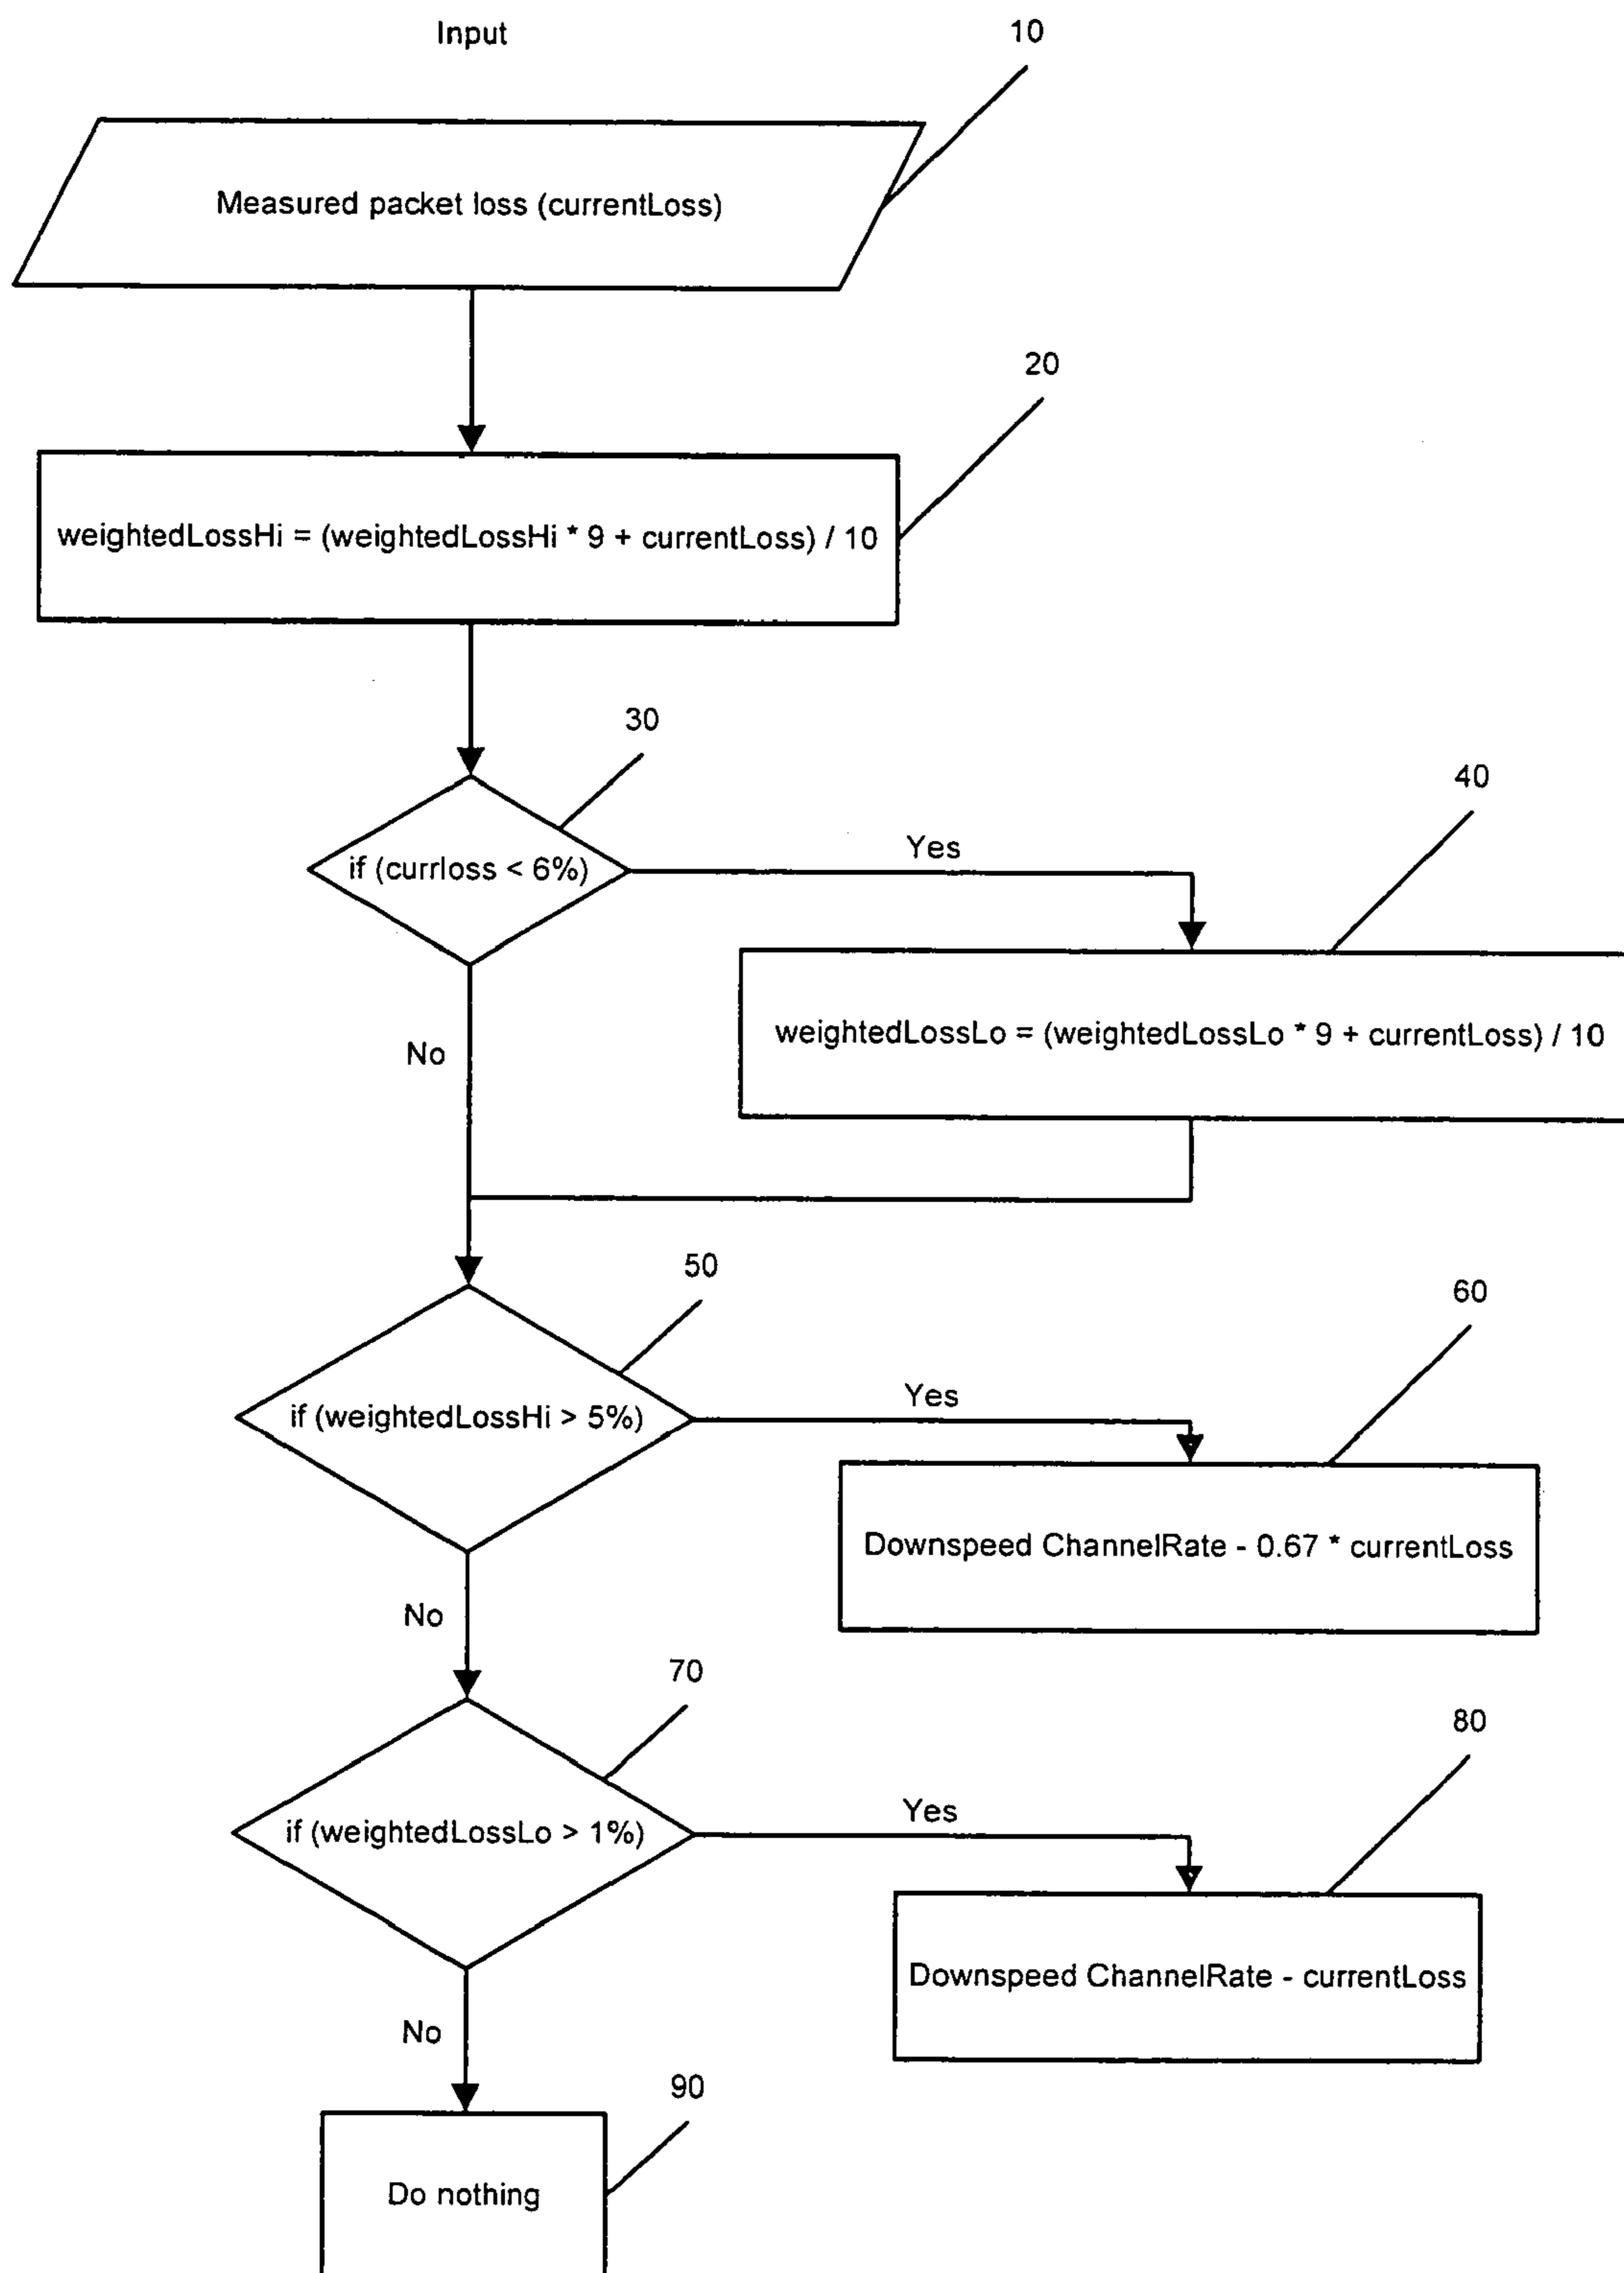 Input
10
Measured packet loss (currentLoss)
20
weightedLossHi = (weightedLossHi * 9 + currentLoss) / 10
30
if (currloss < 6%)
Yes
40
weightedLossLo = (weightedLossLo * 9 + currentLoss) / 10
No
50
if (weightedLossHi > 5%)
Yes
60
Downspeed ChannelRate - 0.67 * currentLoss
No
70
if (weightedLossLo > 1%)
Yes
80
Downspeed ChannelRate - currentLoss
No
90
Do nothing